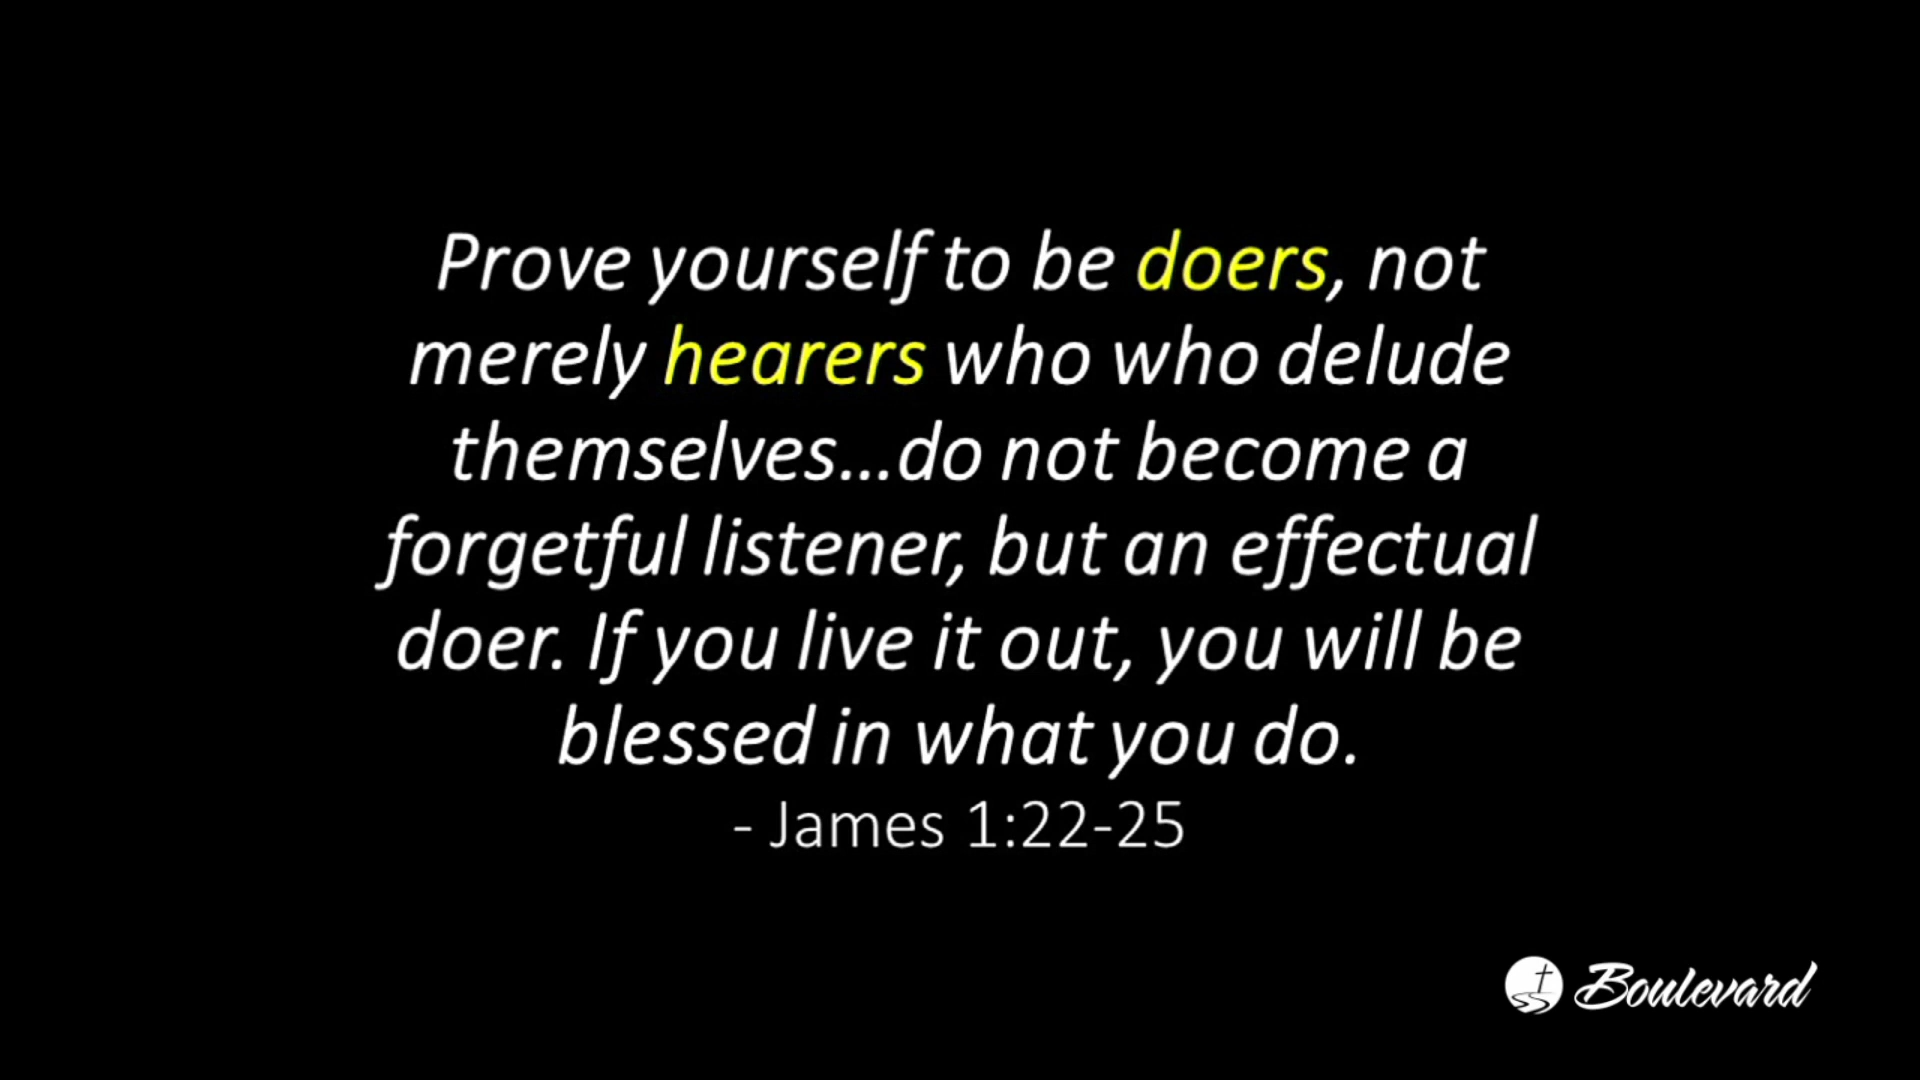 Prove yourself to be doers, not
merely hearers who who delude
themselves...do not become a
forgetful listener, but an effectual
doer. If you live it out, you will be
blessed in what you do.
- James 1:22-25
Boulevard